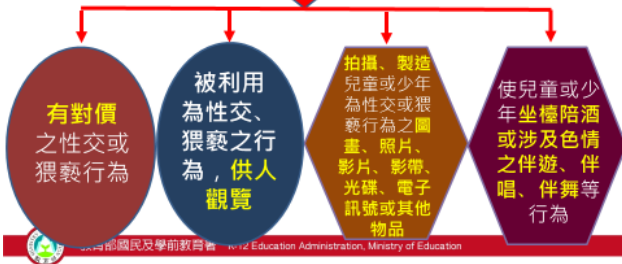 有對價
之性交或
猥褻行為
被利用
為性交、
猥褻之行
為，供人
觀覽
拍攝、製造
兒童或少年
為性交或猥
褻行為之圖
畫、照片、
影片、影帶、
光碟、電子
訊號或其他
物品
使兒童或少
年坐檯陪酒
或涉及色情
之伴遊、伴
唱、伴舞等
行為
教育部國民及學前教育署 K-12 Education Administration, Ministry of Education